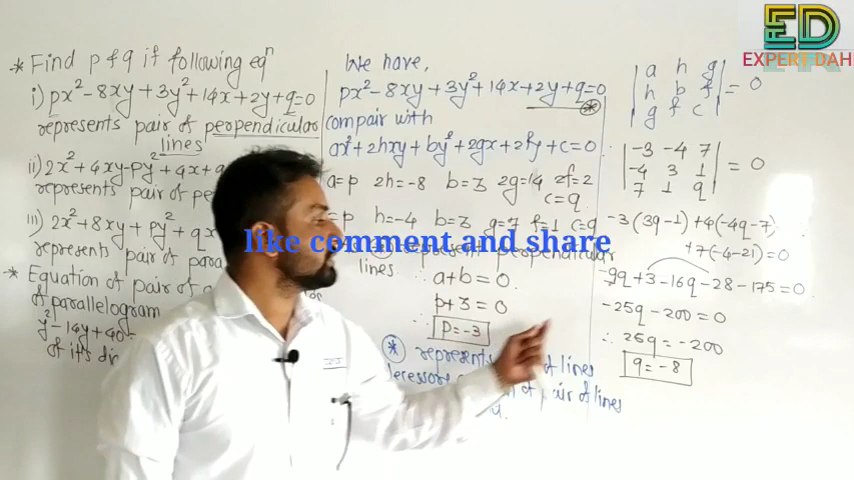 * Find p & q if following eqⁿ
i) px²-8xy+3y²+14x+2y+q=0
represents pair of perpendicular
lines
ii) 2x²+4xy-py²+4x+q
represents pair of
iii) 2x²+8xy+py²+qx
represents pair of
* Equation of pair of
of parallelogram
y²-14y+40=
of it's
We have,
px²-8xy+3y²+14x+2y+q=0
*
compair with
ax²+2hxy+by²+2gx+2fy+c=0
a=p 2h=-8 b=3 2g=14 2f=2
c=q
=p h=-4 b=3 g=7 f=1 c=q
represent perpendicular
lines ∴ a+b=0.
p+3=0
∴ p=-3
* represents of lines
of pair of lines
| a h g |
| h b f | = 0
| g f c |
| -3 -4 7 |
| -4 3 1 | = 0
| 7 1 q |
-3(3q-1)+4(-4q-7)
+7(-4-21)=0
-9q+3-16q-28-175=0
-25q-200=0
∴ 25q=-200
q=-8
like comment and share
ED
EXPERT DAH